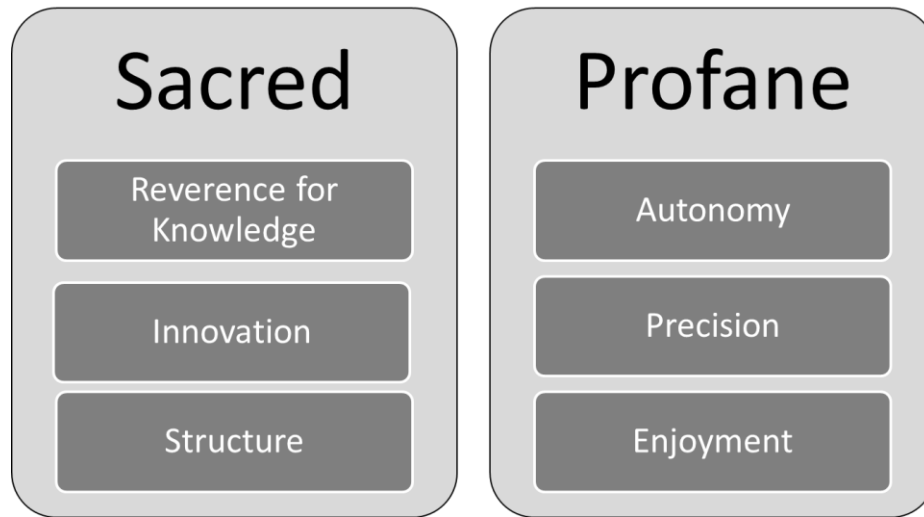 Sacred
Reverence for
Knowledge
Innovation
Structure
Profane
Autonomy
Precision
Enjoyment